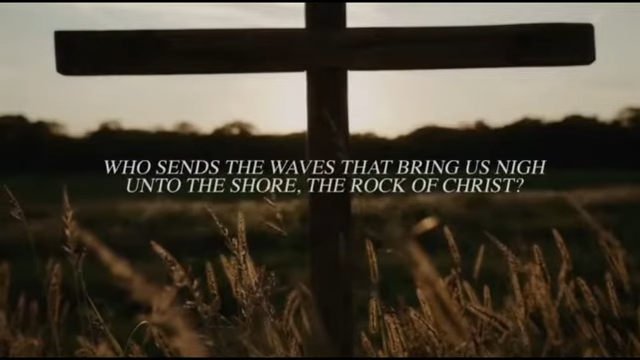 WHO SENDS THE WAVES THAT BRING US NIGH
UNTO THE SHORE, THE ROCK OF CHRIST?